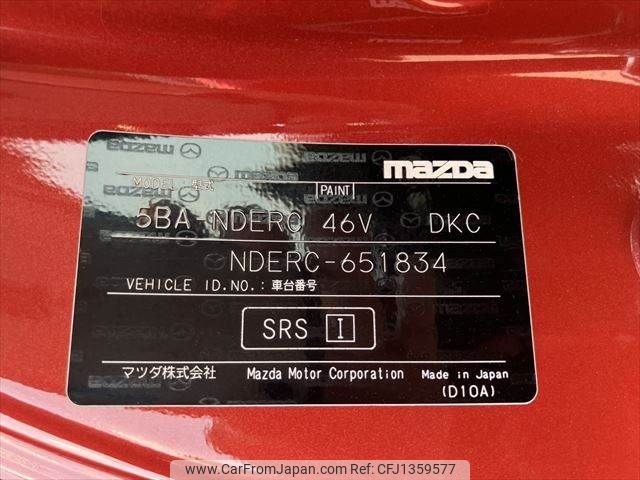 mazda
MODEL 型式 PAINT
5BA-NDERC 46V DKC
NDERC-651834
VEHICLE ID.NO.:車台番号
SRS I
マツダ株式会社 Mazda Motor Corporation Made in Japan
(D10A)
www.CarFromJapan.com CFJ1359577